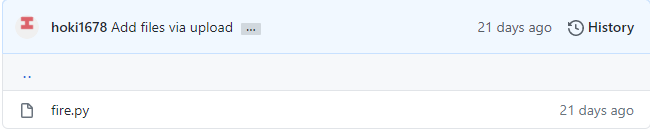 hoki1678 Add files via upload ... 21 days ago History
..
fire.py 21 days ago